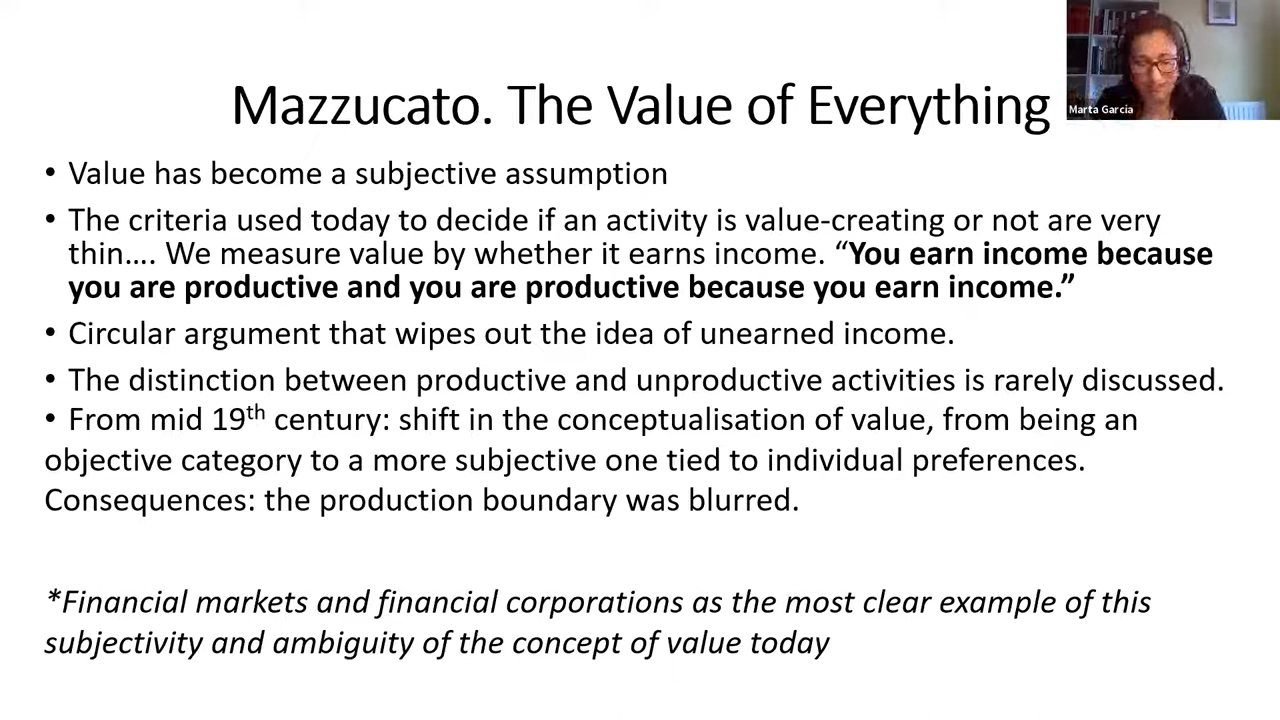 Mazzucato. The Value of Everything
Marta Garcia
• Value has become a subjective assumption
• The criteria used today to decide if an activity is value-creating or not are very
thin…. We measure value by whether it earns income. “You earn income because
you are productive and you are productive because you earn income.”
• Circular argument that wipes out the idea of unearned income.
• The distinction between productive and unproductive activities is rarely discussed.
• From mid 19th century: shift in the conceptualisation of value, from being an
objective category to a more subjective one tied to individual preferences.
Consequences: the production boundary was blurred.
*Financial markets and financial corporations as the most clear example of this
subjectivity and ambiguity of the concept of value today